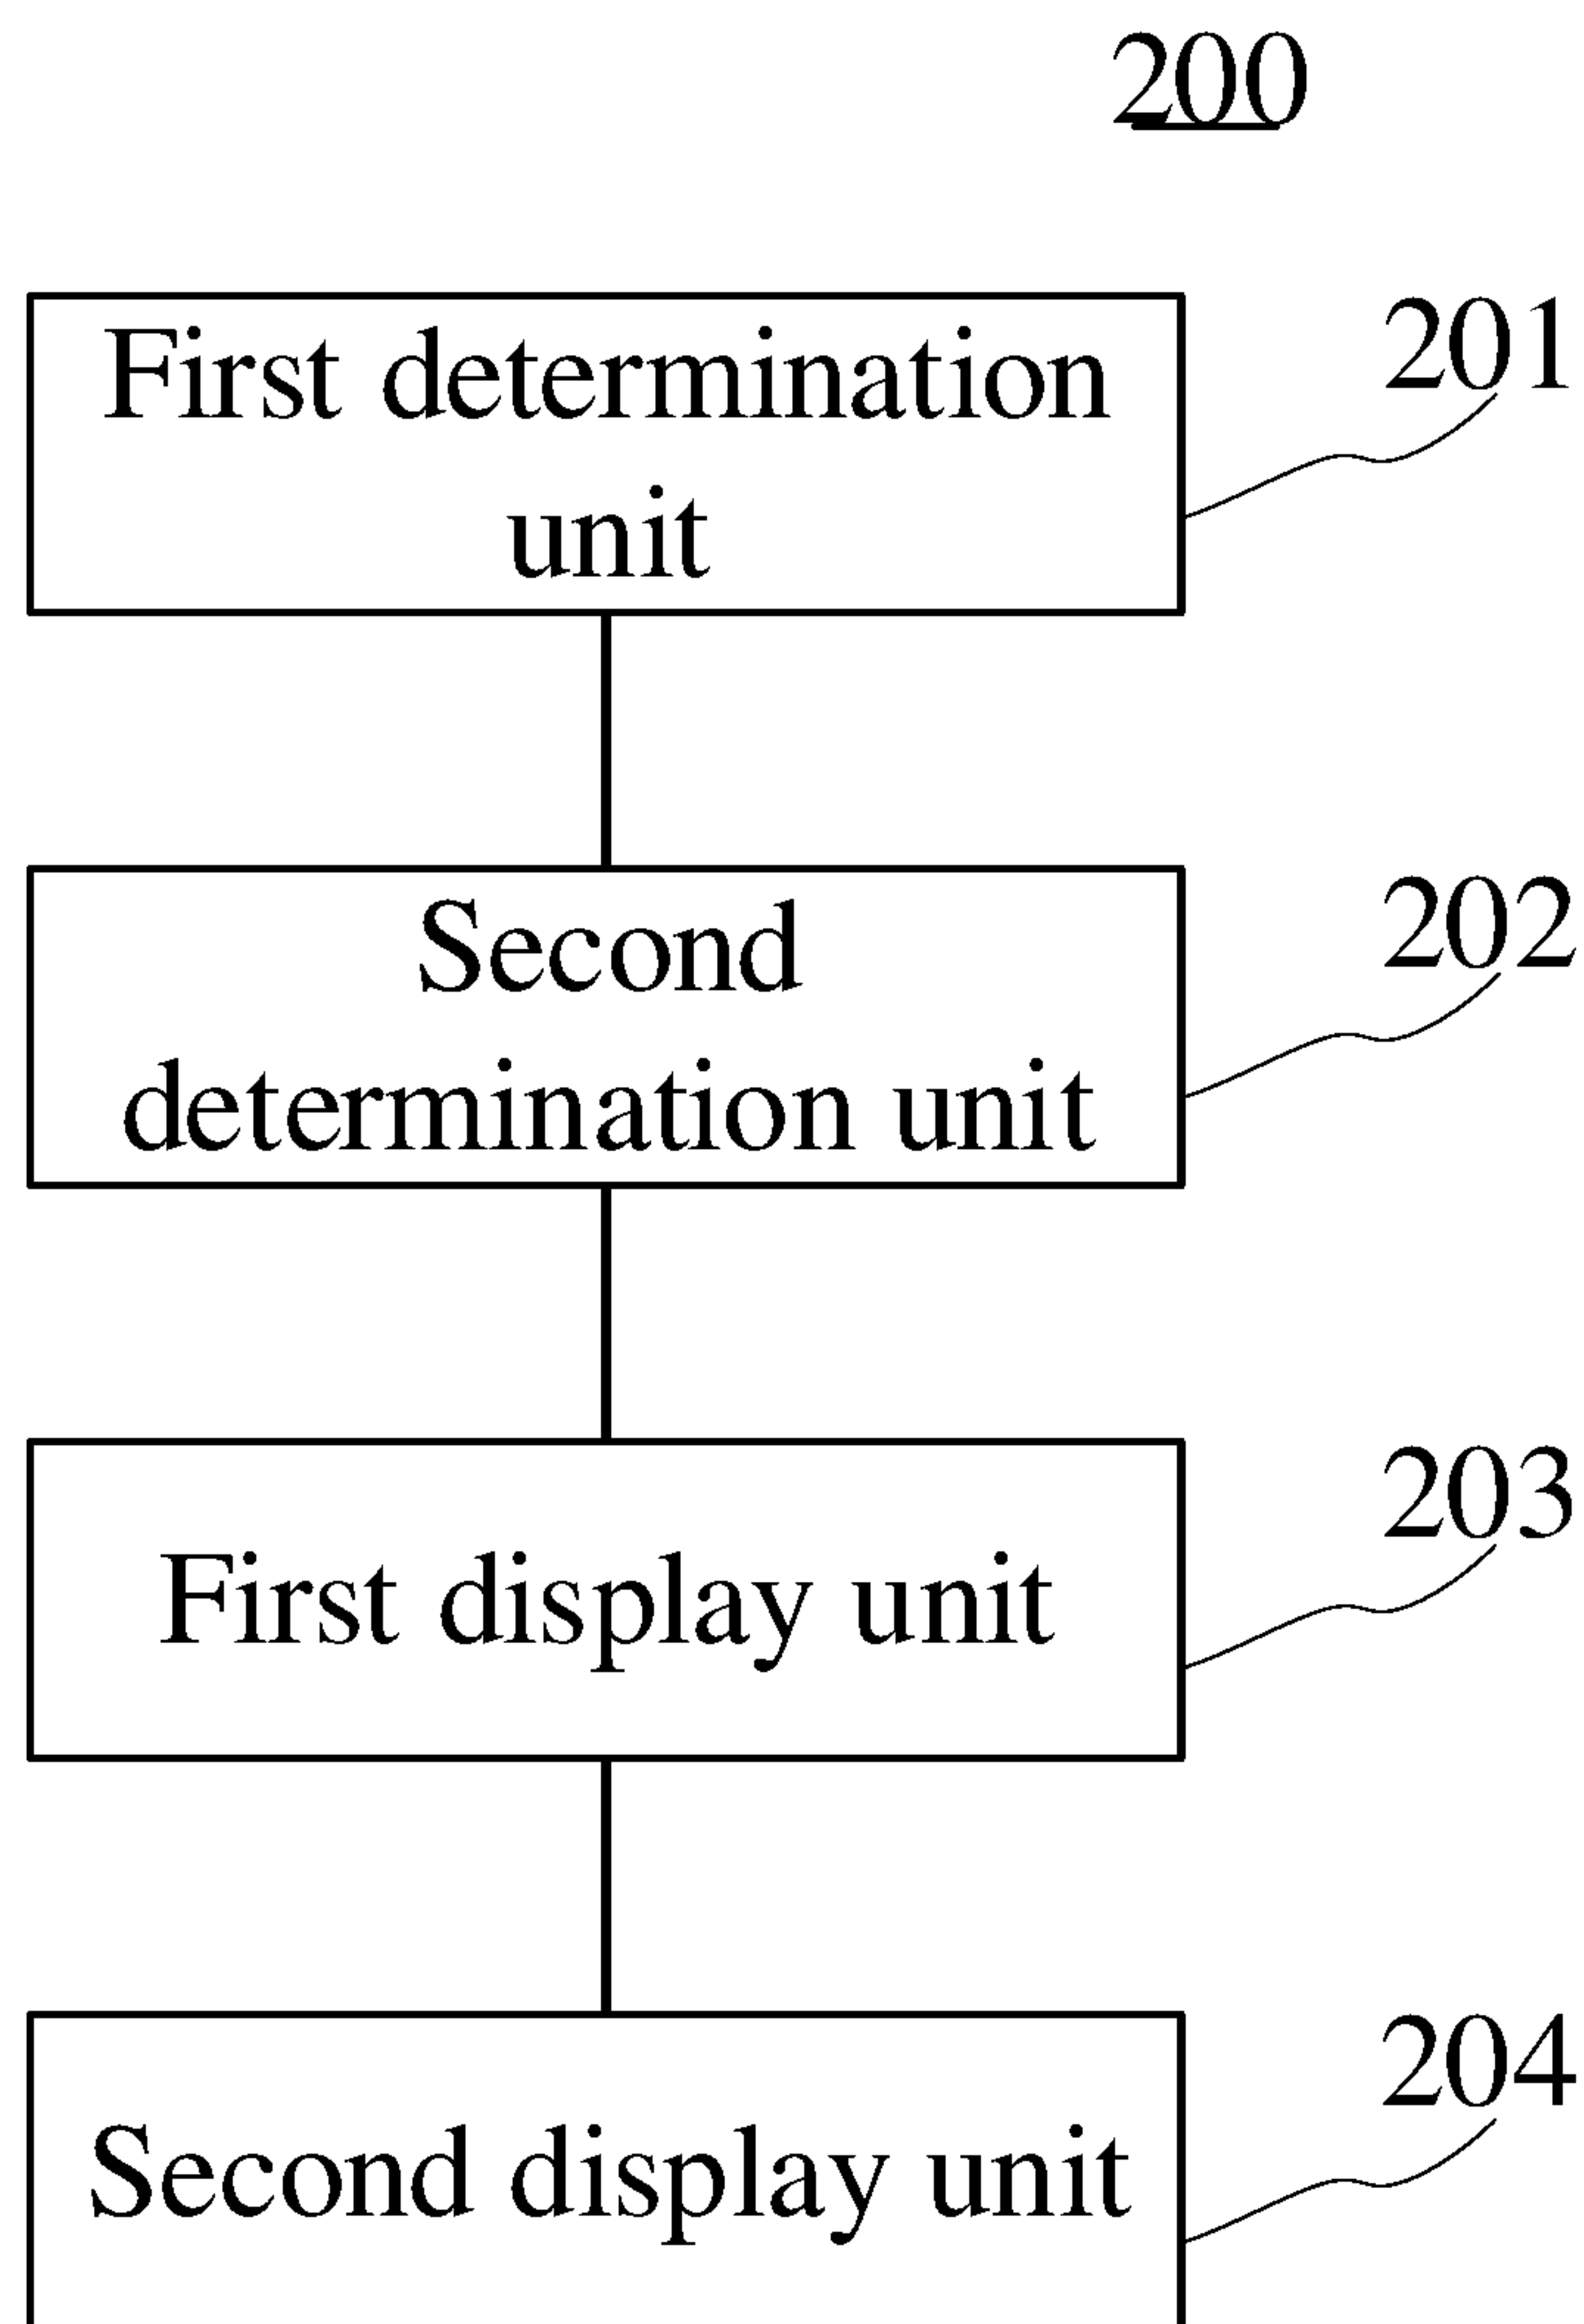 200
First determination
unit
201
Second
determination unit
202
First display unit
203
Second display unit
204